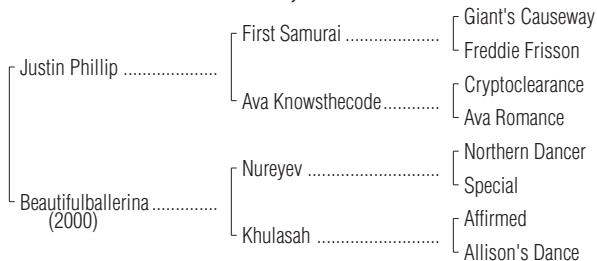 Giant's Causeway
First Samurai ..................
Freddie Frisson
Justin Phillip ..................
Cryptoclearance
Ava Knowsthecode...........
Ava Romance
Northern Dancer
Nureyev ........................
Special
Beautifulballerina.............
(2000)
Affirmed
Khulasah .......................
Allison's Dance